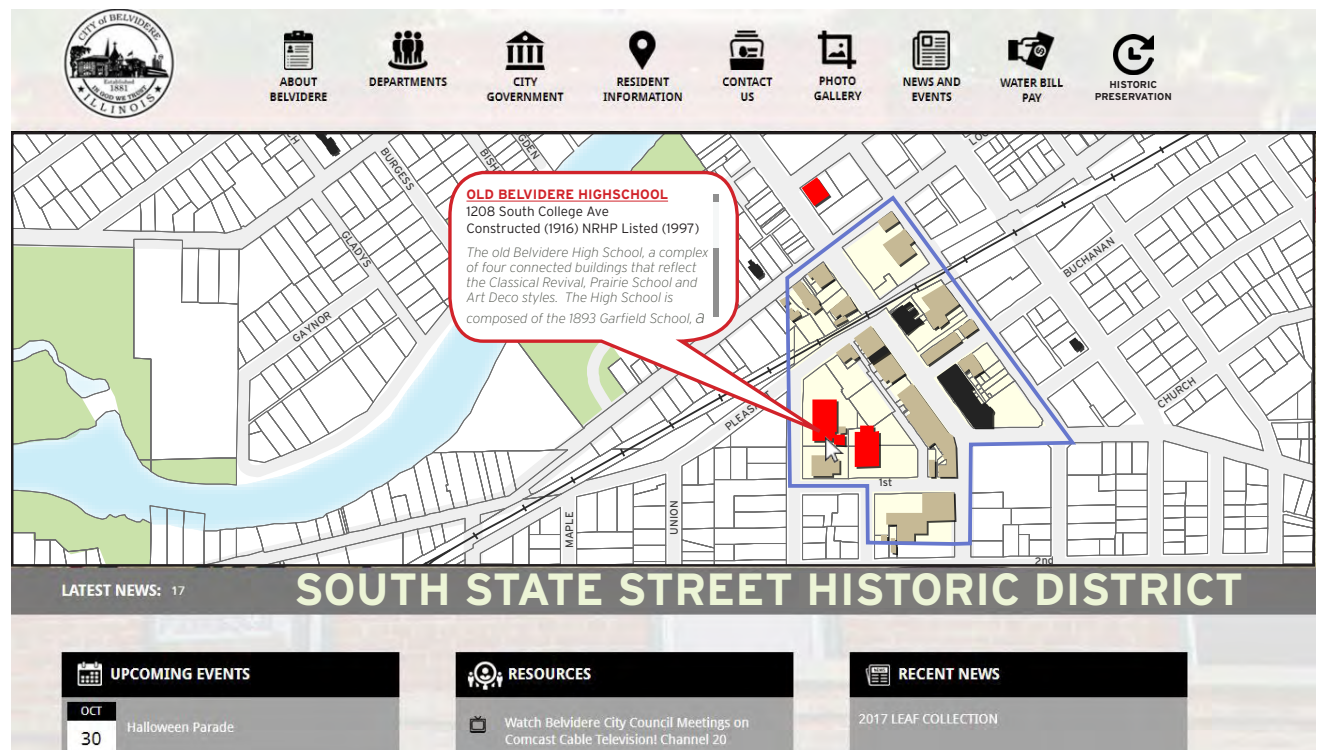 CITY of BELVIDERE
Established
1881
IN GOD WE TRUST
ILLINOIS
ABOUT
BELVIDERE
DEPARTMENTS
CITY
GOVERNMENT
RESIDENT
INFORMATION
CONTACT
US
PHOTO
GALLERY
NEWS AND
EVENTS
WATER BILL
PAY
HISTORIC
PRESERVATION
BURGESS
GLADYS
GAYNOR
OLD BELVIDERE HIGHSCHOOL
1208 South College Ave
Constructed (1916) NRHP Listed (1997)
The old Belvidere High School, a complex
of four connected buildings that reflect
the Classical Revival, Prairie School and
Art Deco styles. The High School is
composed of the 1893 Garfield School, a
BUCHANAN
CHURCH
1st
MAPLE
UNION
2nd
LATEST NEWS: 17
SOUTH STATE STREET HISTORIC DISTRICT
UPCOMING EVENTS
OCT
30
Halloween Parade
RESOURCES
Watch Belvidere City Council Meetings on
Comcast Cable Television! Channel 20
RECENT NEWS
2017 LEAF COLLECTION